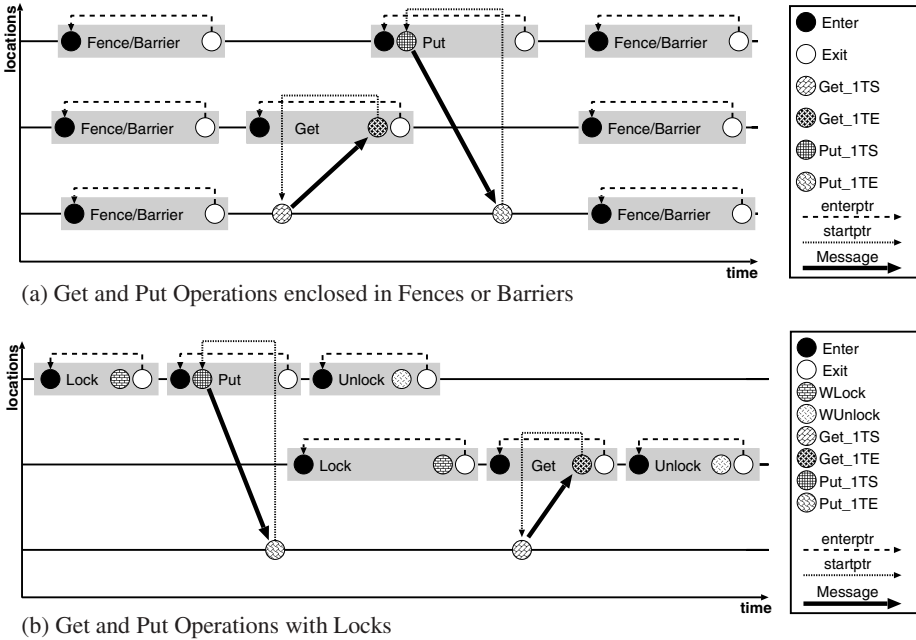 locations
Fence/Barrier
Put
Fence/Barrier
Fence/Barrier
Get
Fence/Barrier
Fence/Barrier
Fence/Barrier
time
Enter
Exit
Get_1TS
Get_1TE
Put_1TS
Put_1TE
enterptr
startptr
Message
(a) Get and Put Operations enclosed in Fences or Barriers
locations
Lock
Put
Unlock
Lock
Get
Unlock
time
Enter
Exit
WLock
WUnlock
Get_1TS
Get_1TE
Put_1TS
Put_1TE
enterptr
startptr
Message
(b) Get and Put Operations with Locks